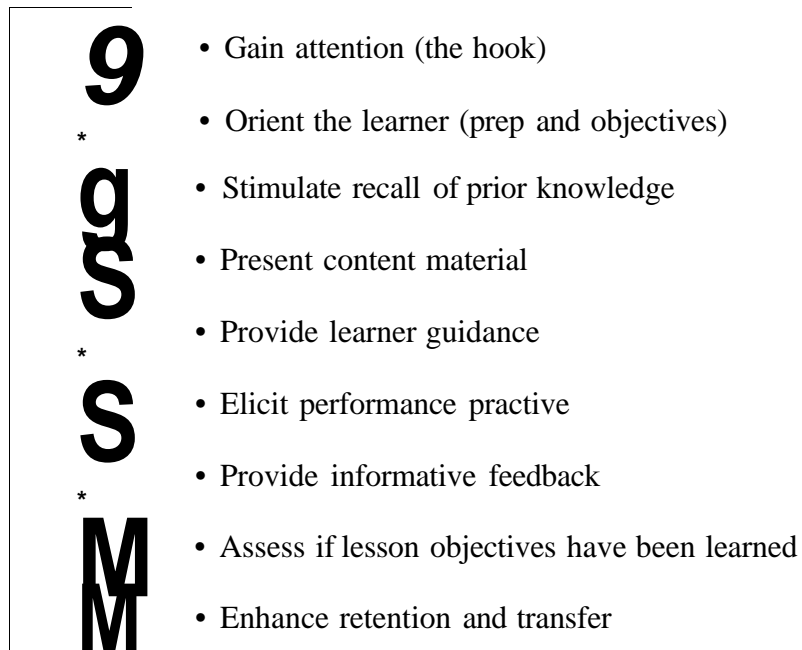 9
• Gain attention (the hook)
• Orient the learner (prep and objectives)
*
g
• Stimulate recall of prior knowledge
S
• Present content material
• Provide learner guidance
*
S
• Elicit performance practive
• Provide informative feedback
*
M
• Assess if lesson objectives have been learned
M
• Enhance retention and transfer